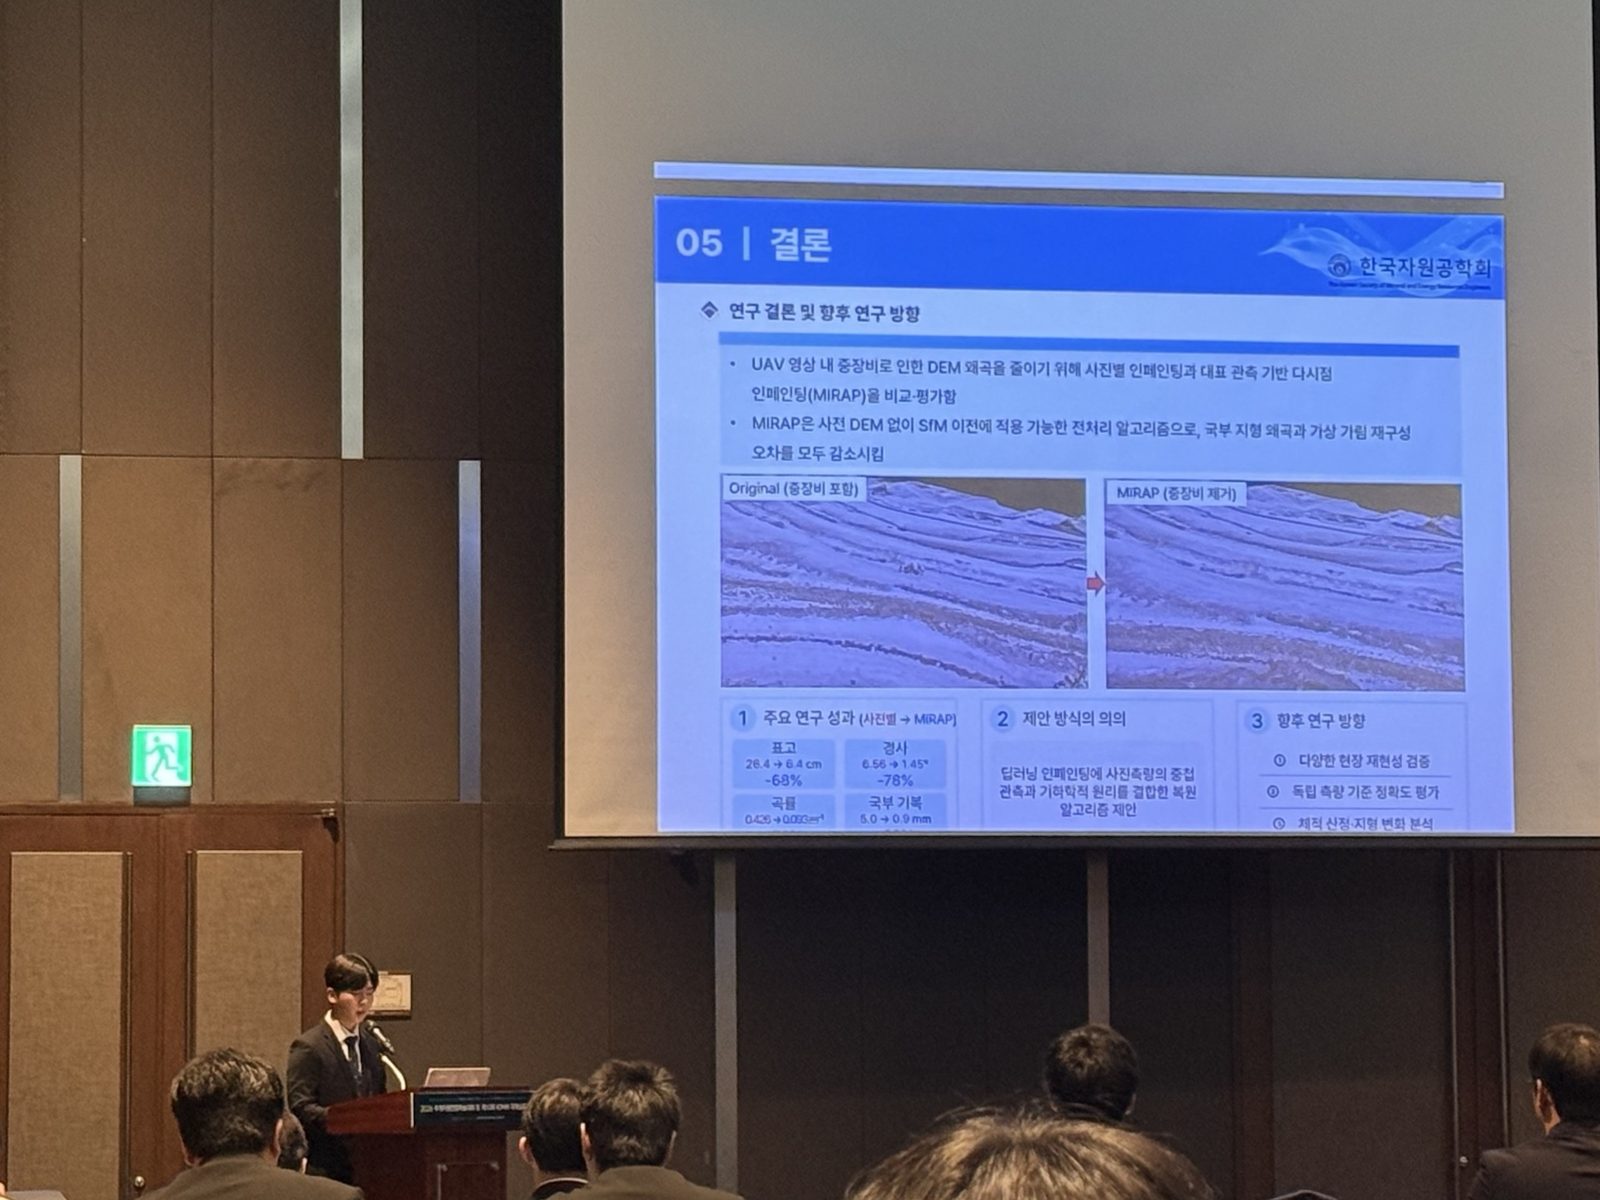 05 | 결론
한국자원공학회
연구 결론 및 향후 연구 방향
• UAV 영상 내 중장비로 인한 DEM 왜곡을 줄이기 위해 사진별 인페인팅과 대표 관측 기반 다시점
인페인팅(MIRAP)을 비교·평가함
• MIRAP은 사전 DEM 없이 SfM 이전에 적용 가능한 전처리 알고리즘으로, 국부 지형 왜곡과 가상 가림 재구성
오차를 모두 감소시킴
Original (중장비 포함)
MIRAP (중장비 제거)
1 주요 연구 성과 (사진별 → MIRAP)
표고
경사
6.4 cm
6.56 → 1.45°
-68%
-78%
곡률
국부 기복
5.0 → 0.9 mm
2 제안 방식의 의의
딥러닝 인페인팅에 사진측량의 중첩
관측과 기하학적 원리를 결합한 복원
알고리즘 제안
3 향후 연구 방향
다양한 현장 재현성 검증
독립 측량 기준 정확도 평가
체적 산정·지형 변화 분석